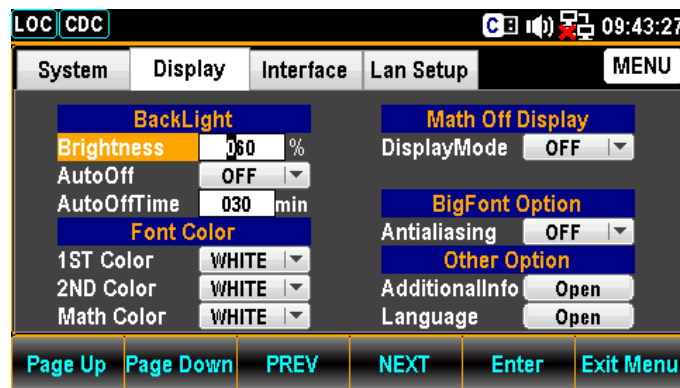 LOC CDC C 09:43:27
System Display Interface Lan Setup MENU
BackLight
Brightness 060 %
AutoOff OFF
AutoOffTime 030 min
Font Color
1ST Color WHITE
2ND Color WHITE
Math Color WHITE
Math Off Display
DisplayMode OFF
BigFont Option
Antialiasing OFF
Other Option
AdditionalInfo Open
Language Open
Page Up Page Down PREV NEXT Enter Exit Menu